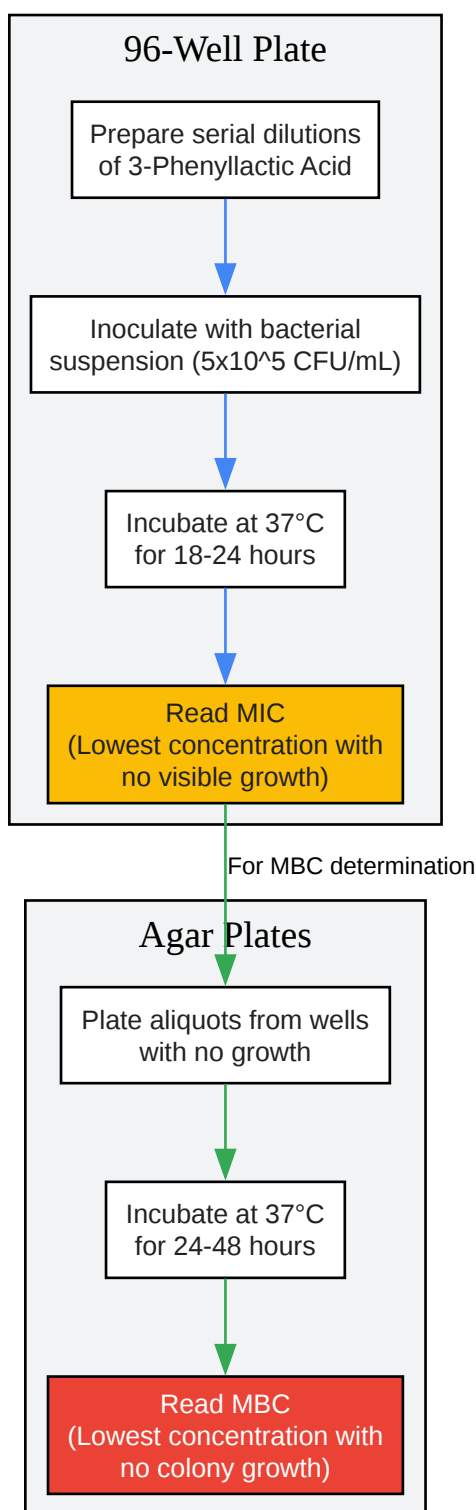 96-Well Plate
Prepare serial dilutions
of 3-Phenyllactic Acid
Inoculate with bacterial
suspension (5x10^5 CFU/mL)
Incubate at 37°C
for 18-24 hours
Read MIC
(Lowest concentration with
no visible growth)
For MBC determination
Agar Plates
Plate aliquots from wells
with no growth
Incubate at 37°C
for 24-48 hours
Read MBC
(Lowest concentration with
no colony growth)